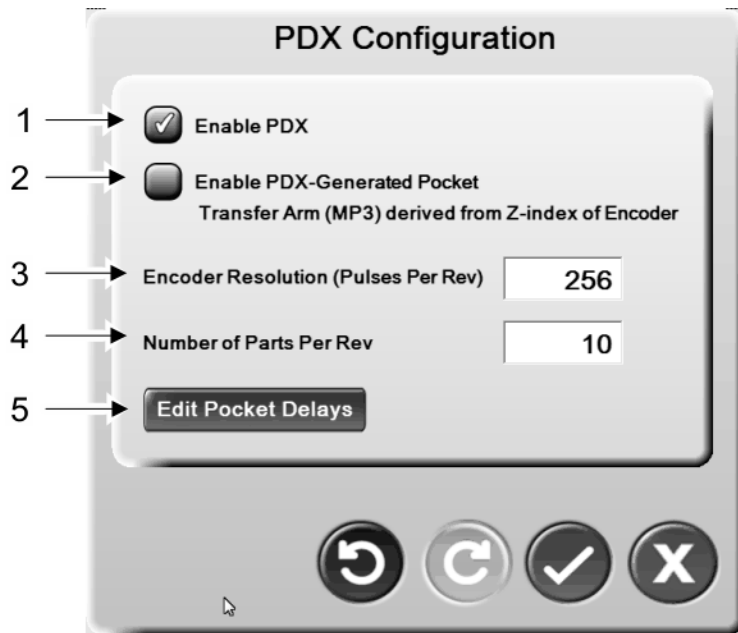 PDX Configuration
1
Enable PDX
2
Enable PDX-Generated Pocket
Transfer Arm (MP3) derived from Z-index of Encoder
3
Encoder Resolution (Pulses Per Rev) 256
4
Number of Parts Per Rev 10
5
Edit Pocket Delays
X